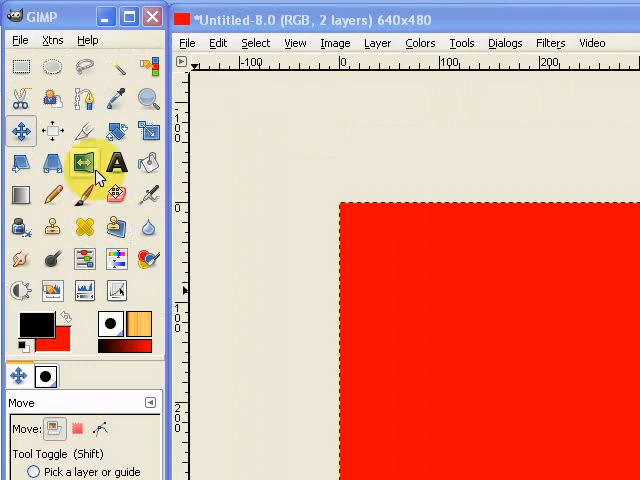 GIMP
*Untitled-8.0 (RGB, 2 layers) 640x480
File Xtns Help
File Edit Select View Image Layer Colors Tools Dialogs Filters Video
-100 0 100 200
-100
0
100
200
A
Move
Move:
Tool Toggle (Shift)
Pick a layer or guide